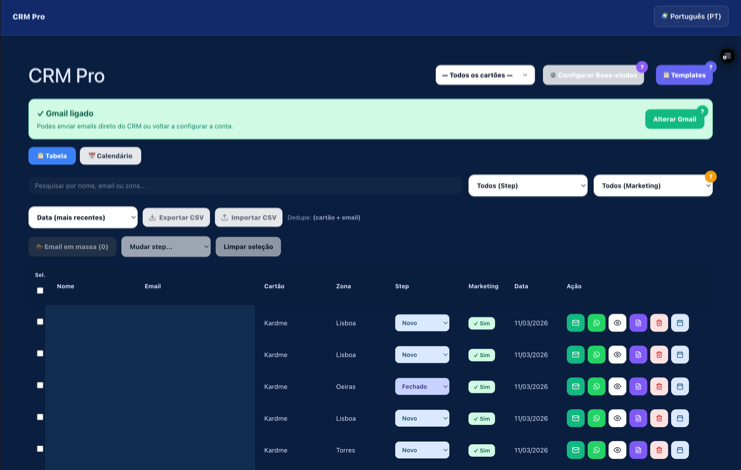 CRM Pro
Português (PT)
CRM Pro
— Todos os cartões —
Configurar Boas-vindas
?
Templates
?
✓ Gmail ligado
Podes enviar emails direto do CRM ou voltar a configurar a conta.
Alterar Gmail
?
Tabela
Calendário
Pesquisar por nome, email ou zona...
Todos (Step)
Todos (Marketing)
?
Data (mais recentes)
Exportar CSV
Importar CSV
Dedupe: (cartão + email)
Email em massa (0)
Mudar step...
Limpar seleção
Sel.
Nome Email Cartão Zona Step Marketing Data Ação
Kardme Lisboa Novo ✓ Sim 11/03/2026
Kardme Lisboa Novo ✓ Sim 11/03/2026
Kardme Oeiras Fechado ✓ Sim 11/03/2026
Kardme Lisboa Novo ✓ Sim 11/03/2026
Kardme Torres Novo ✓ Sim 11/03/2026